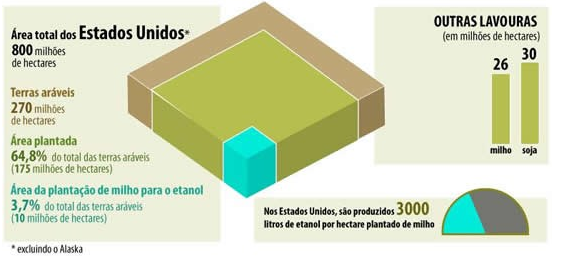 Área total dos Estados Unidos*
800 milhões
de hectares
Terras aráveis
270 milhões
de hectares
Área plantada
64,8% do total das terras aráveis
(175 milhões de hectares)
Área da plantação de milho para o etanol
3,7% do total das terras aráveis
(10 milhões de hectares)
* excluindo o Alaska
OUTRAS LAVOURAS
(em milhões de hectares)
26 30
milho soja
Nos Estados Unidos, são produzidos 3000
litros de etanol por hectare plantado de milho